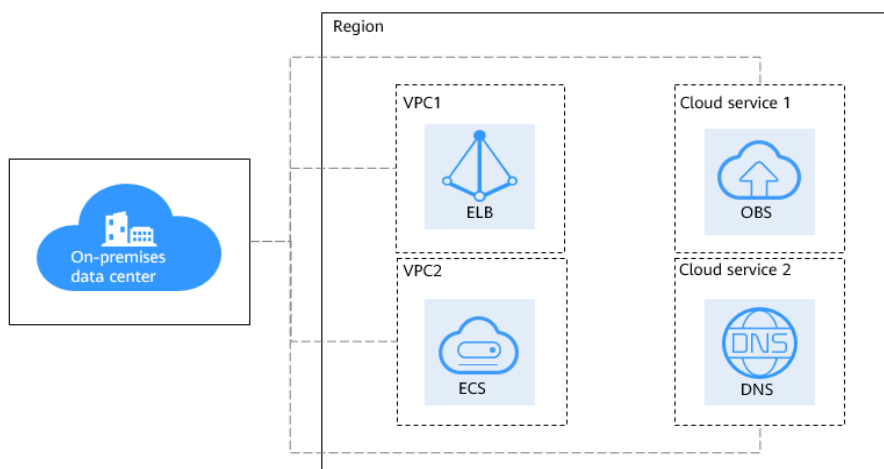 Region
VPC1
ELB
Cloud service 1
OBS
On-premises
data center
VPC2
ECS
Cloud service 2
DNS
DNS